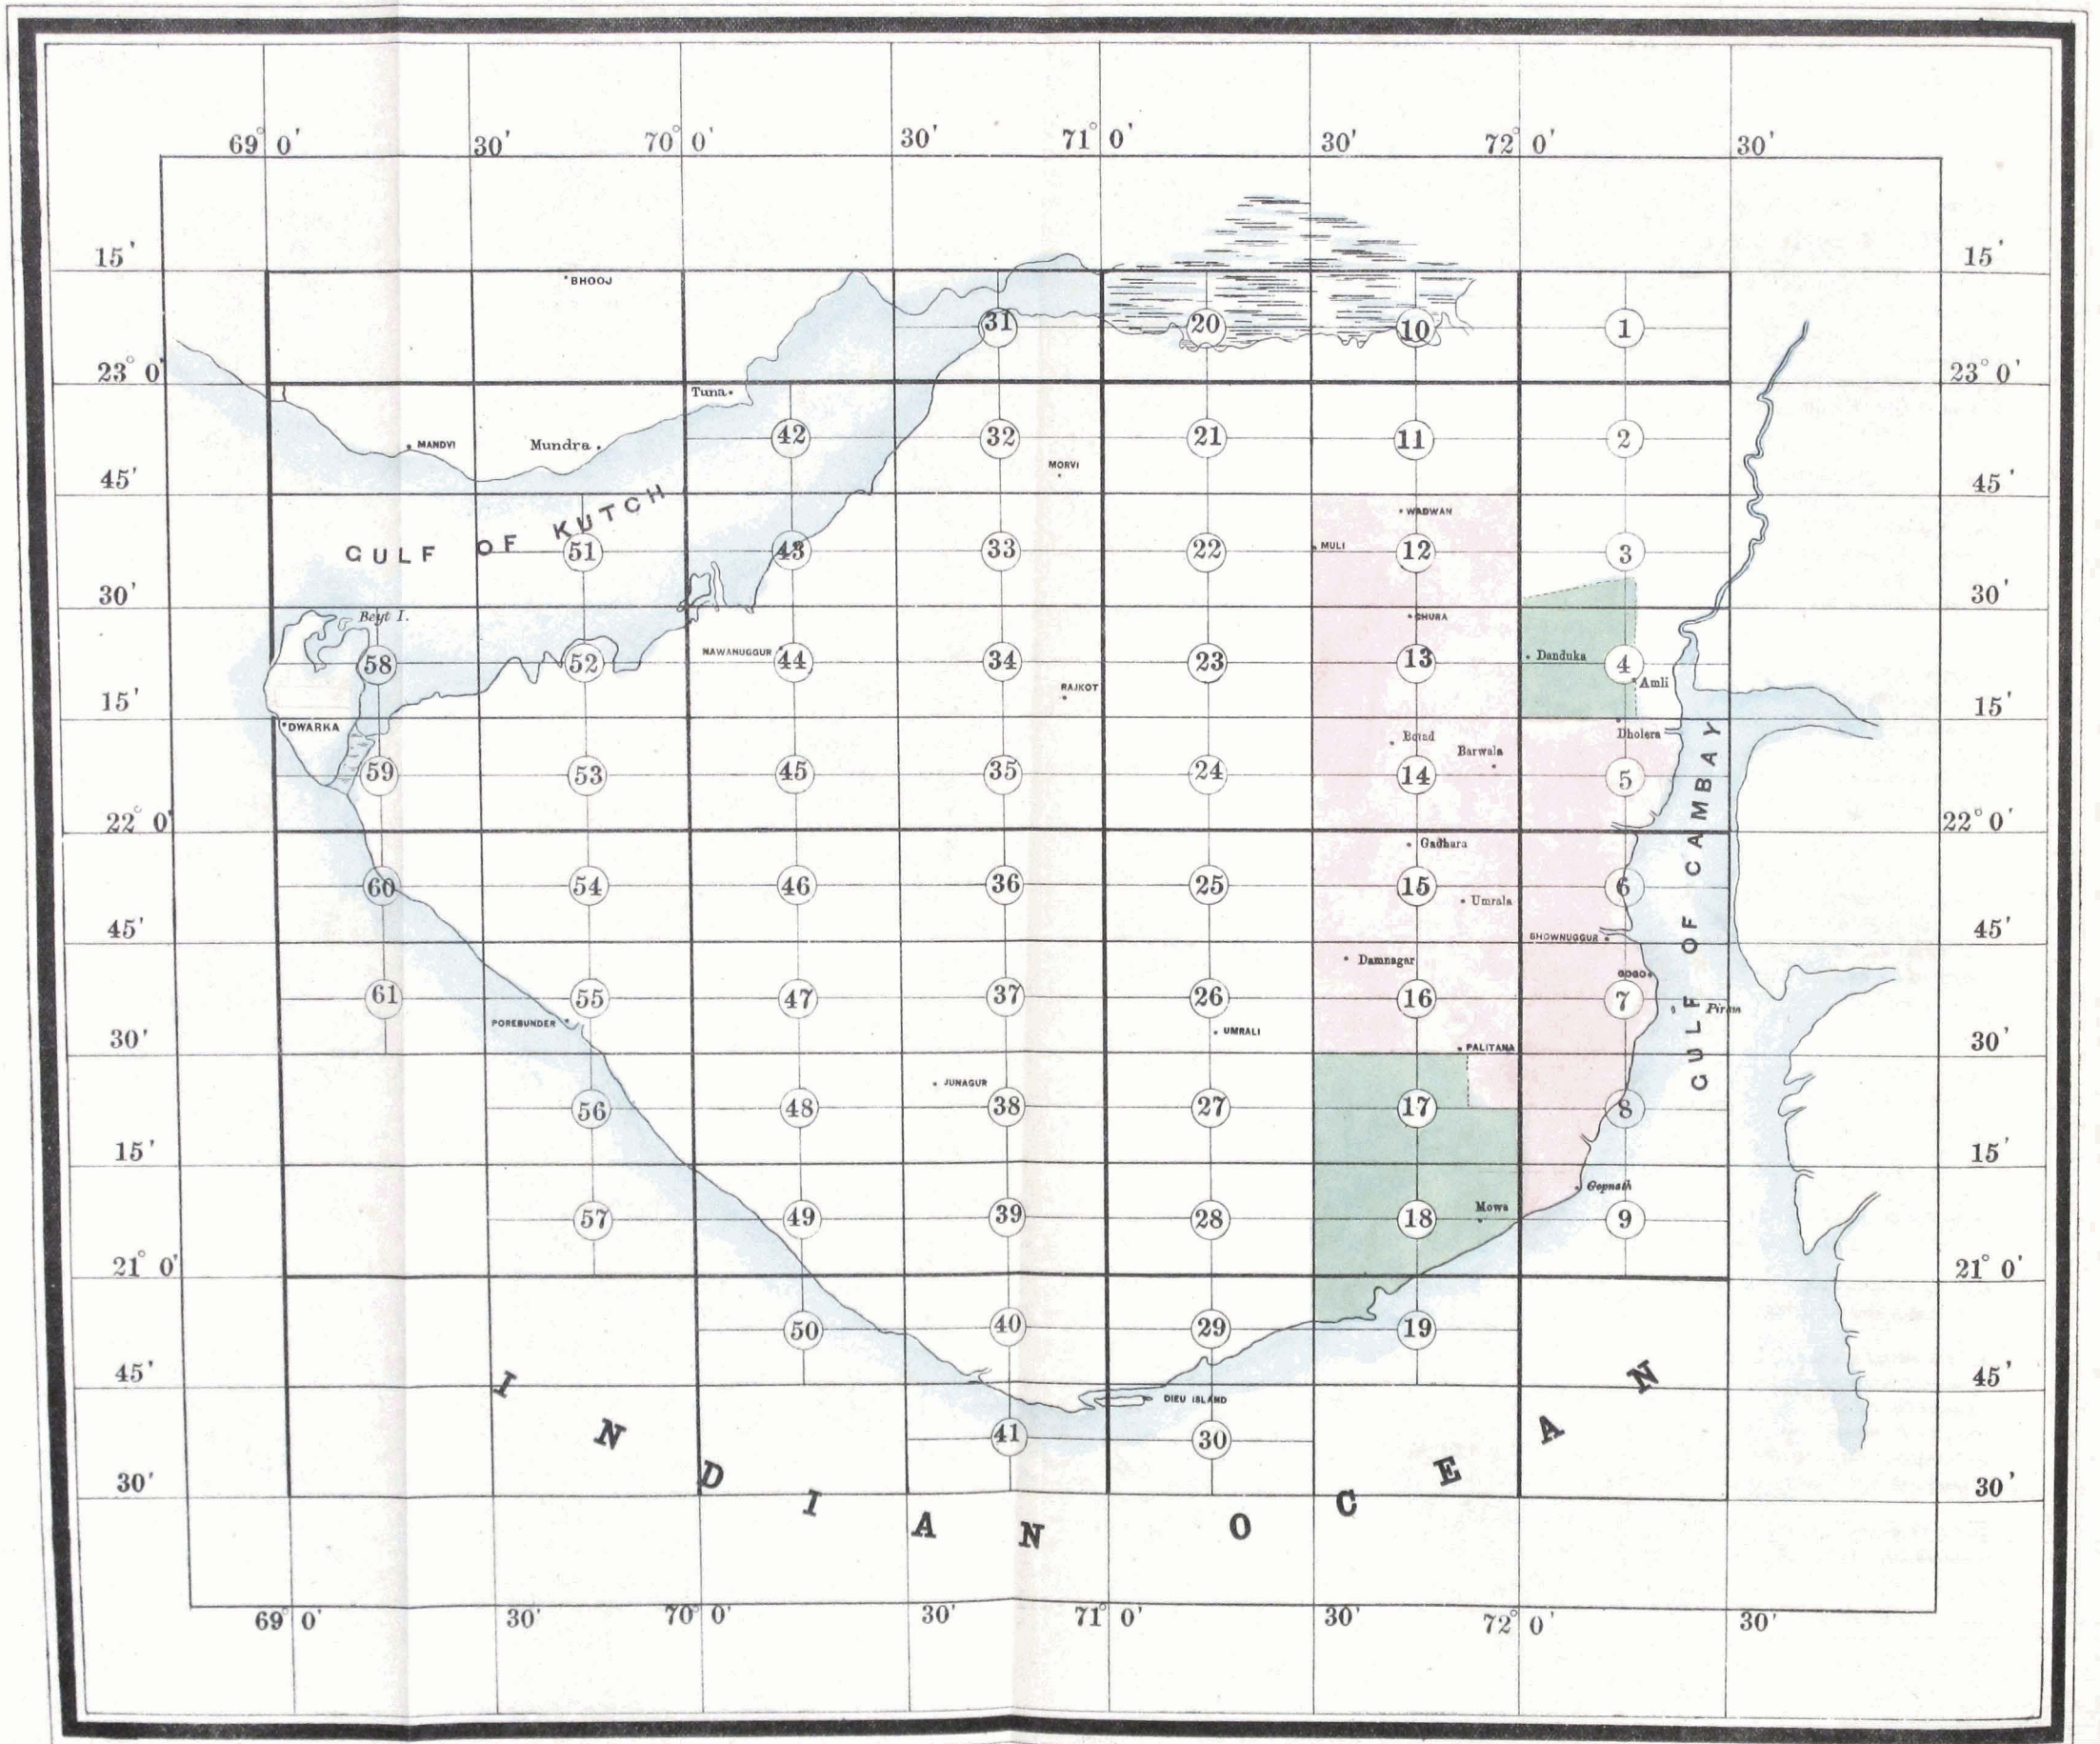 69° 0' 30' 70° 0' 30' 71° 0' 30' 72° 0' 30'
15' 15'
BHOOJ
31 20 10 1
23° 0' 23° 0'
Tuna
MANDVI Mundra 42 32 21 11 2
MORVI
45' 45'
GULF OF KUTCH
WADWAN
MULI
51 43 33 22 12 3
30' 30'
Beyt I.
CHURA
NAWANUGGUR
Danduka
58 52 44 34 23 13 4
Amli
RAJKOT
15' 15'
DWARKA
Dholera
Botad
Barwala
59 53 45 35 24 14 5
GULF OF CAMBAY
22° 0' 22° 0'
Gadhara
60 54 46 36 25 15 6
Umrala
45' 45'
BHOWNUGGUR
Damnagar
GOGO
61 55 47 37 26 16 7
Piram
POREBUNDER
UMRALI
30' 30'
PALITANA
JUNAGUR
56 48 38 27 17 8
15' 15'
Gopnath
Mowa
57 49 39 28 18 9
21° 0' 21° 0'
50 40 29 19
45' 45'
DIEU ISLAND
41 30
30' 30'
INDIAN OCEAN
69° 0' 30' 70° 0' 30' 71° 0' 30' 72° 0' 30'